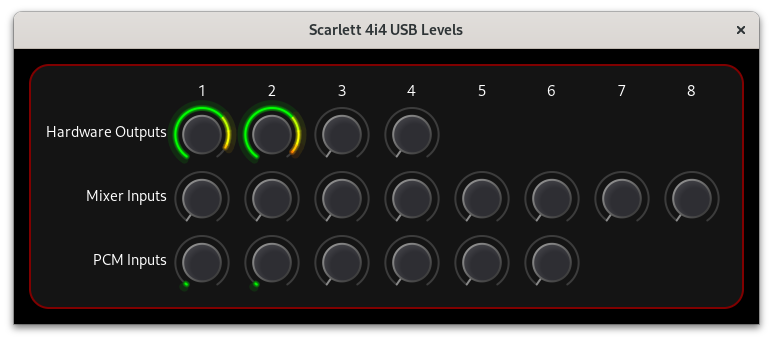 Scarlett 4i4 USB Levels
1 2 3 4 5 6 7 8
Hardware Outputs
Mixer Inputs
PCM Inputs